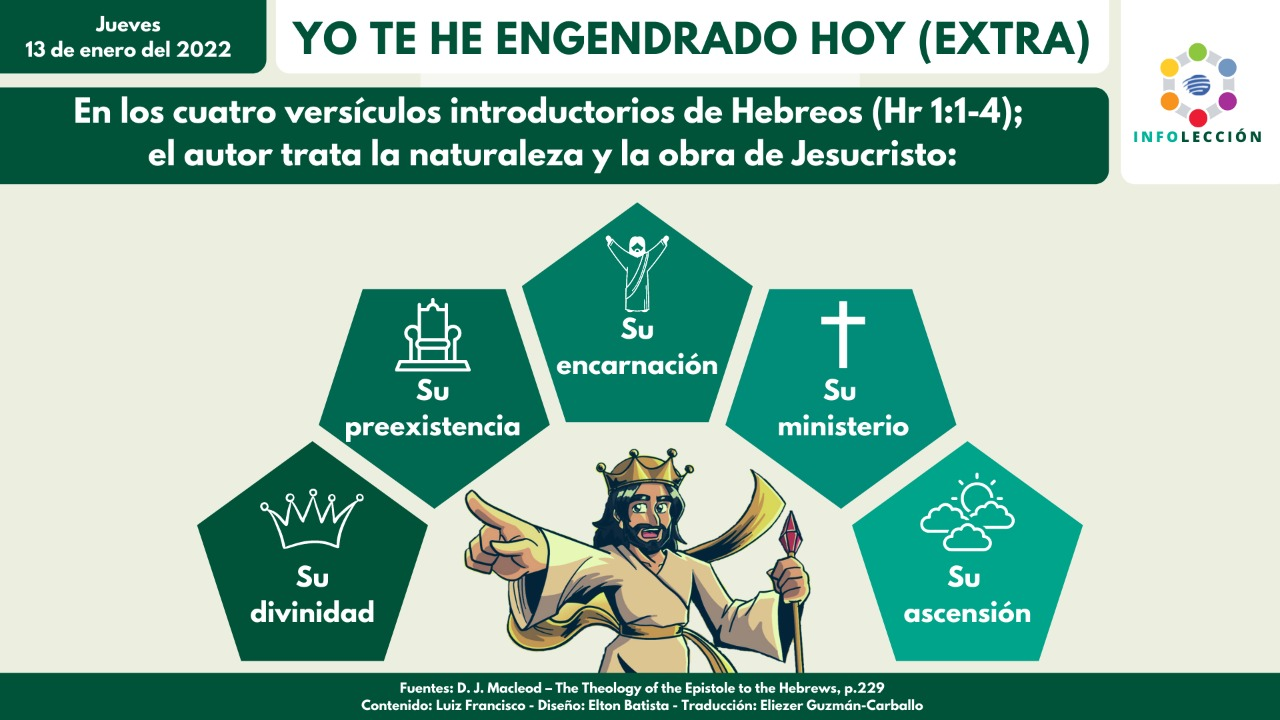 Jueves
13 de enero del 2022
YO TE HE ENGENDRADO HOY (EXTRA)
INFOLECCIÓN
En los cuatro versículos introductorios de Hebreos (Hr 1:1-4);
el autor trata la naturaleza y la obra de Jesucristo:
Su
divinidad
Su
preexistencia
Su
encarnación
Su
ministerio
Su
ascensión
Fuentes: D. J. Macleod – The Theology of the Epistole to the Hebrews, p.229
Contenido: Luiz Francisco - Diseño: Elton Batista - Traducción: Eliezer Guzmán-Carballo